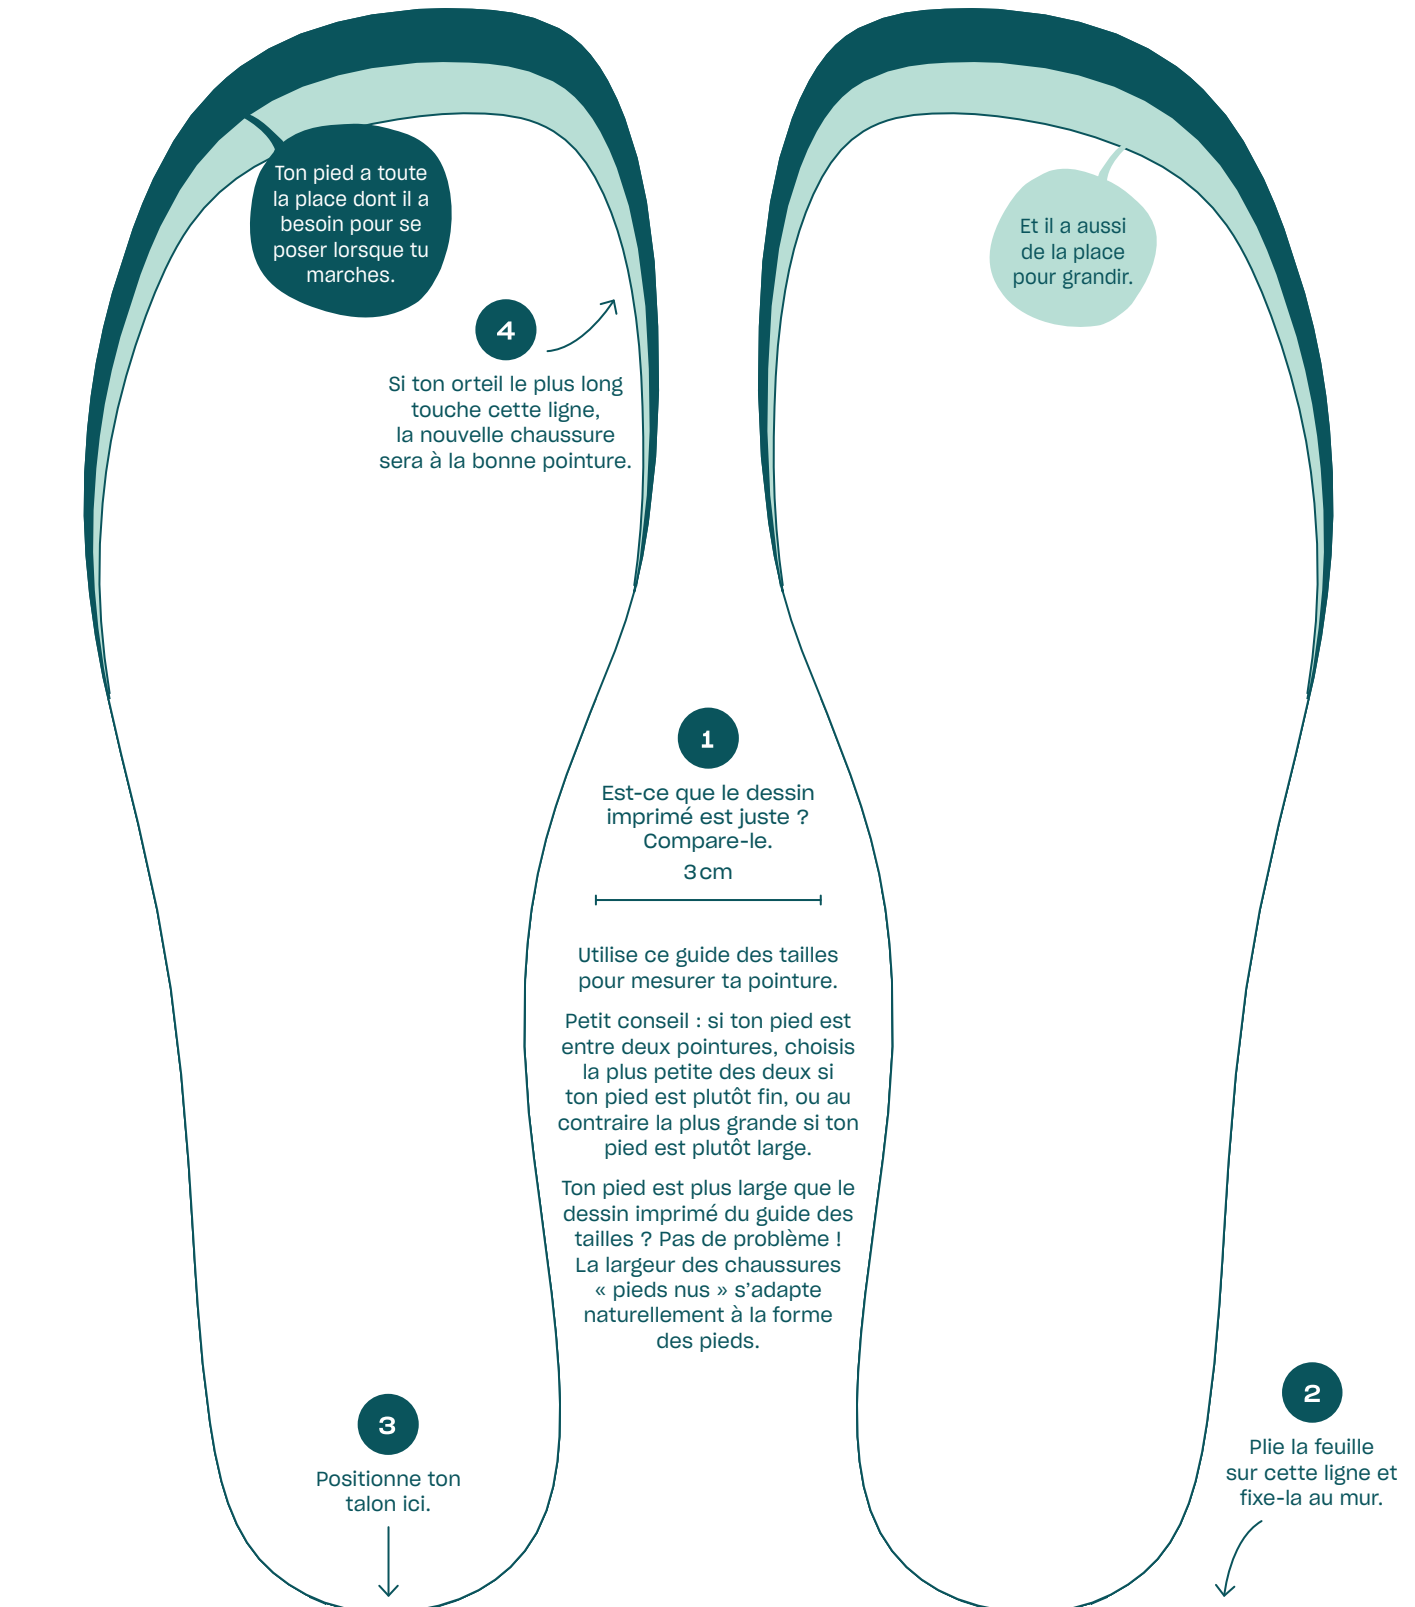 Ton pied a toute
la place dont il a
besoin pour se
poser lorsque tu
marches.
Et il a aussi
de la place
pour grandir.
4
Si ton orteil le plus long
touche cette ligne,
la nouvelle chaussure
sera à la bonne pointure.
1
Est-ce que le dessin
imprimé est juste ?
Compare-le.
3 cm
Utilise ce guide des tailles
pour mesurer ta pointure.
Petit conseil : si ton pied est
entre deux pointures, choisis
la plus petite des deux si
ton pied est plutôt fin, ou au
contraire la plus grande si ton
pied est plutôt large.
Ton pied est plus large que le
dessin imprimé du guide des
tailles ? Pas de problème !
La largeur des chaussures
« pieds nus » s’adapte
naturellement à la forme
des pieds.
3
Positionne ton
talon ici.
2
Plie la feuille
sur cette ligne et
fixe-la au mur.